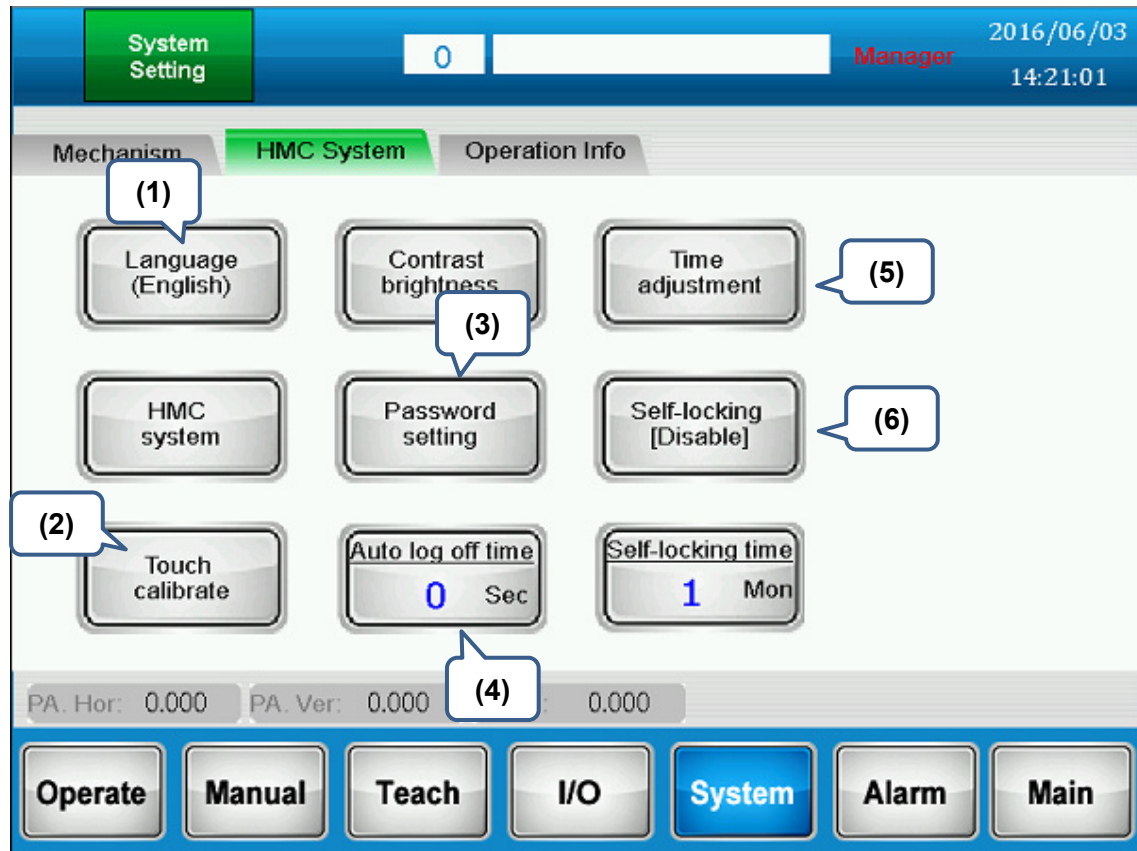 System
Setting
0
Manager
2016/06/03
14:21:01
Mechanism
HMC System
Operation Info
(1)
Language
(English)
Contrast
brightness
Time
adjustment
(5)
(3)
HMC
system
Password
setting
Self-locking
[Disable]
(6)
(2)
Touch
calibrate
Auto log off time
0 Sec
Self-locking time
1 Mon
(4)
PA. Hor: 0.000
PA. Ver: 0.000
: 0.000
Operate
Manual
Teach
I/O
System
Alarm
Main